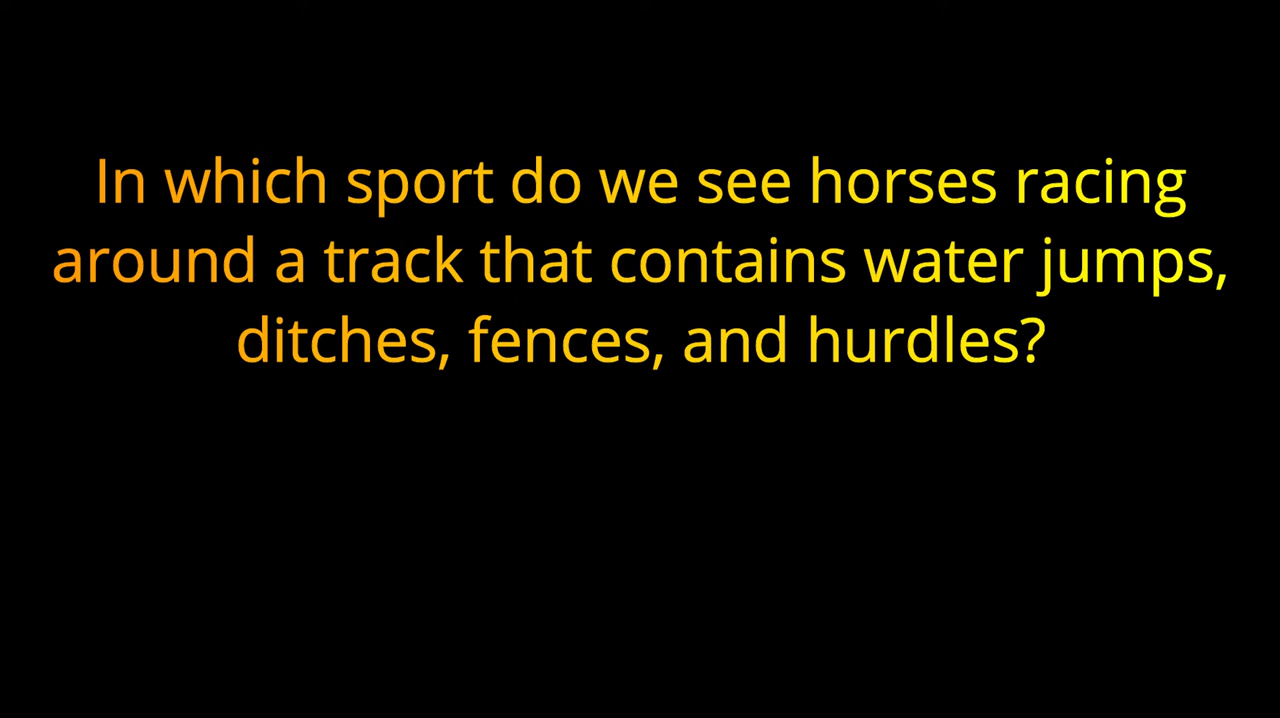 In which sport do we see horses racing
around a track that contains water jumps,
ditches, fences, and hurdles?